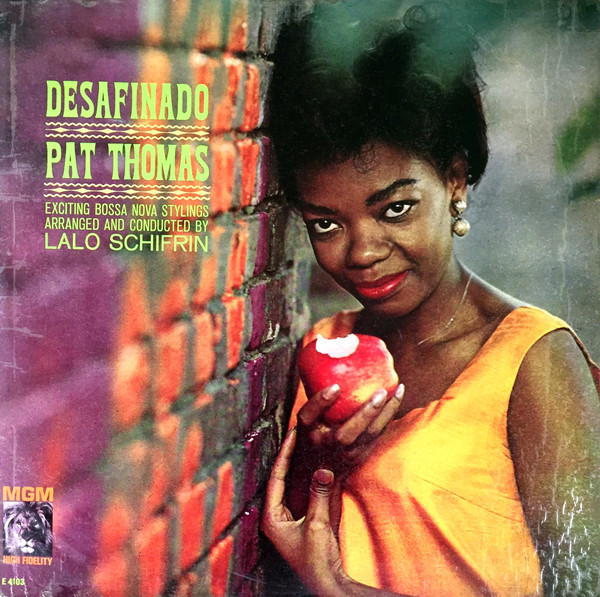 DESAFINADO
PAT THOMAS
EXCITING BOSSA NOVA STYLINGS
ARRANGED AND CONDUCTED BY
LALO SCHIFRIN
MGM
HIGH FIDELITY
E 4103